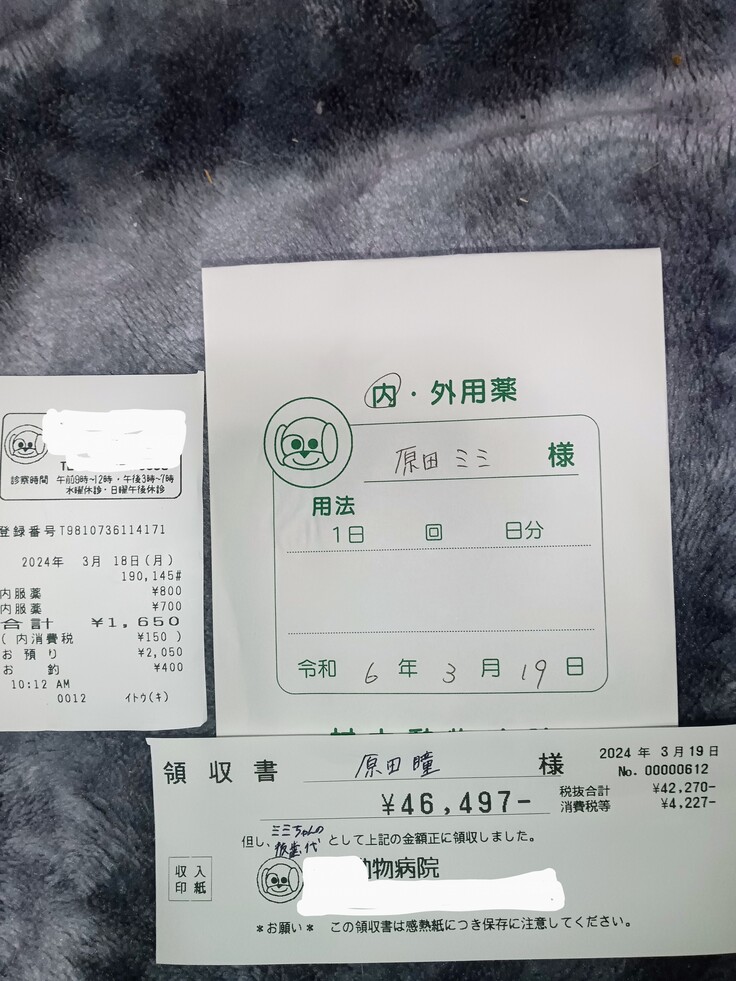 診察時間 午前9時~12時・午後3時~7時
水曜休診・日曜午後休診
登録番号T9810736114171
2024年 3月 18日(月)
190,145#
内服薬 ¥800
内服薬 ¥700
合計 ¥1,650
( 内消費税 ¥150 )
お預り ¥2,050
お釣 ¥400
10:12 AM
0012 イトウ(キ)
内・外用薬
原田 ミミ 様
用法
1日 回 日分
令和 6 年 3 月 19 日
領収書 原田瞳 様
2024 年 3月19日
No. 00000612
¥46,497-
税抜合計 ¥42,270-
消費税等 ¥4,227-
但し、ミミちゃんの
代 として上記の金額正に領収しました。
収入
印紙
物病院
*お願い* この領収書は感熱紙につき保存に注意してください。